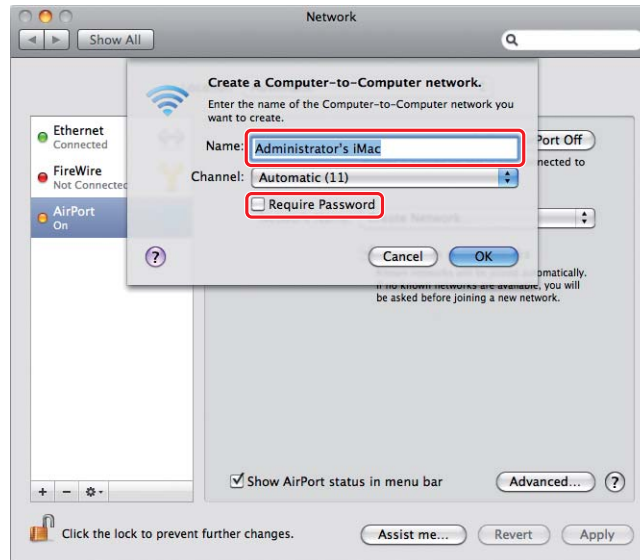 Network
Show All
Create a Computer-to-Computer network.
Enter the name of the Computer-to-Computer network you
want to create.
Name: Administrator's iMac
Channel: Automatic (11)
Require Password
Cancel OK
Ethernet
Connected
FireWire
Not Connected
AirPort
On
Port Off
nected to
omatically.
If no known networks are available, you will
be asked before joining a new network.
Show AirPort status in menu bar
Advanced... ?
Click the lock to prevent further changes.
Assist me... Revert Apply